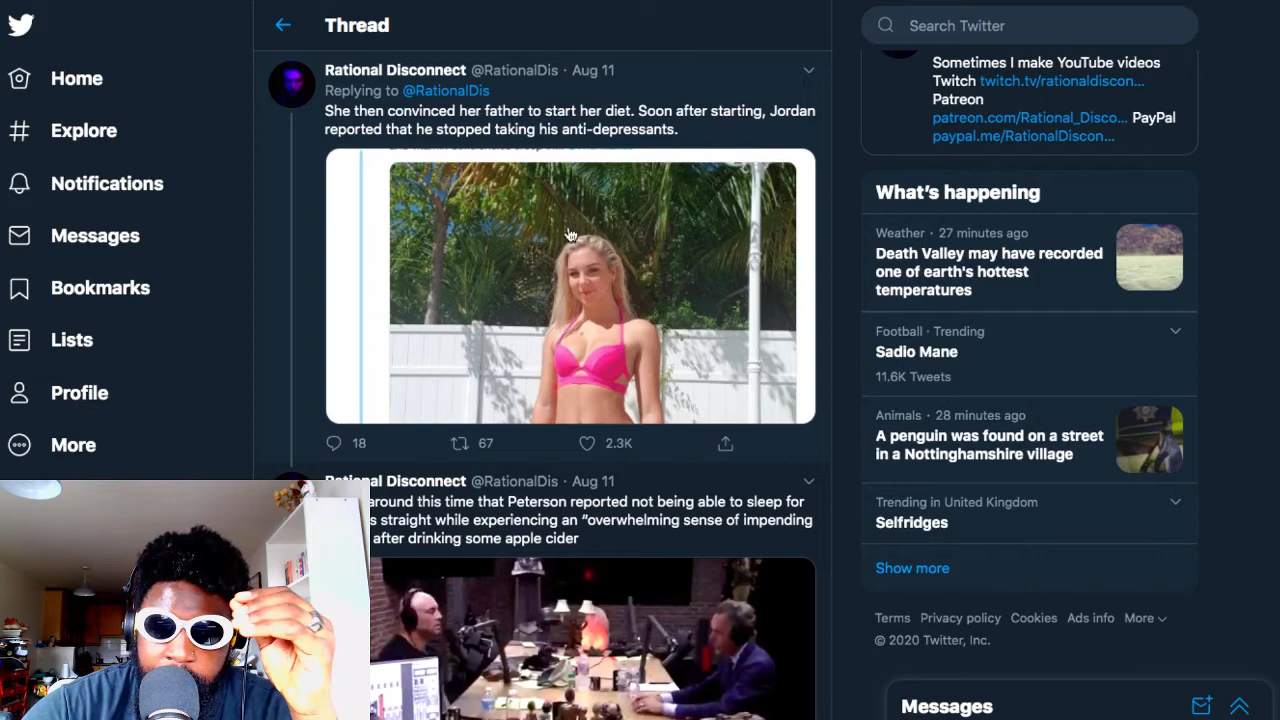 Home
Explore
Notifications
Messages
Bookmarks
Lists
Profile
More
Thread
Rational Disconnect @RationalDis · Aug 11
Replying to @RationalDis
She then convinced her father to start her diet. Soon after starting, Jordan
reported that he stopped taking his anti-depressants.
18 67 2.3K
Rational Disconnect @RationalDis · Aug 11
around this time that Peterson reported not being able to sleep for
s straight while experiencing an “overwhelming sense of impending
after drinking some apple cider
Search Twitter
Sometimes I make YouTube videos
Twitch twitch.tv/rationaldiscon...
Patreon
patreon.com/Rational_Disco... PayPal
paypal.me/RationalDiscon...
What’s happening
Weather · 27 minutes ago
Death Valley may have recorded
one of earth's hottest
temperatures
Football · Trending
Sadio Mane
11.6K Tweets
Animals · 28 minutes ago
A penguin was found on a street
in a Nottinghamshire village
Trending in United Kingdom
Selfridges
Show more
Terms Privacy policy Cookies Ads info More
© 2020 Twitter, Inc.
Messages